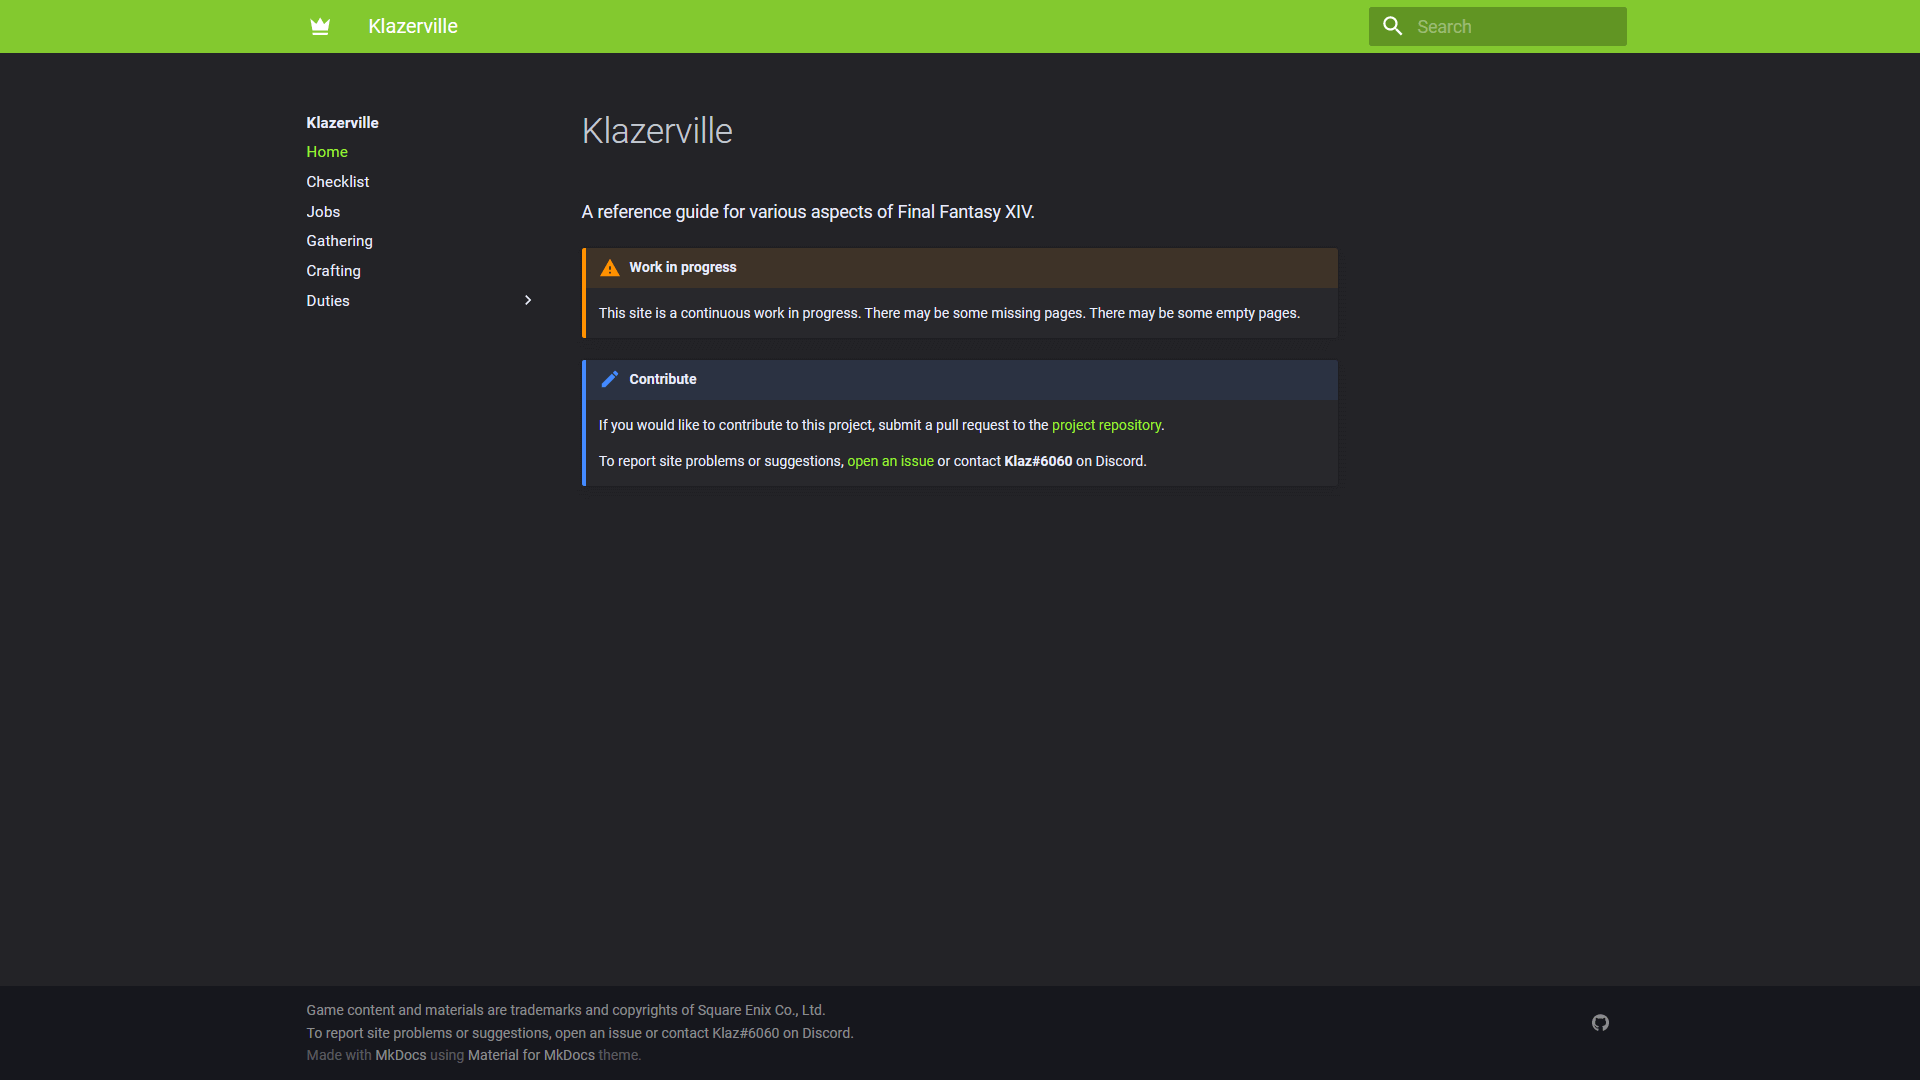 Klazerville
Search
Klazerville
Home
Checklist
Jobs
Gathering
Crafting
Duties
Klazerville
A reference guide for various aspects of Final Fantasy XIV.
Work in progress
This site is a continuous work in progress. There may be some missing pages. There may be some empty pages.
Contribute
If you would like to contribute to this project, submit a pull request to the project repository.
To report site problems or suggestions, open an issue or contact Klaz#6060 on Discord.
Game content and materials are trademarks and copyrights of Square Enix Co., Ltd.
To report site problems or suggestions, open an issue or contact Klaz#6060 on Discord.
Made with MkDocs using Material for MkDocs theme.